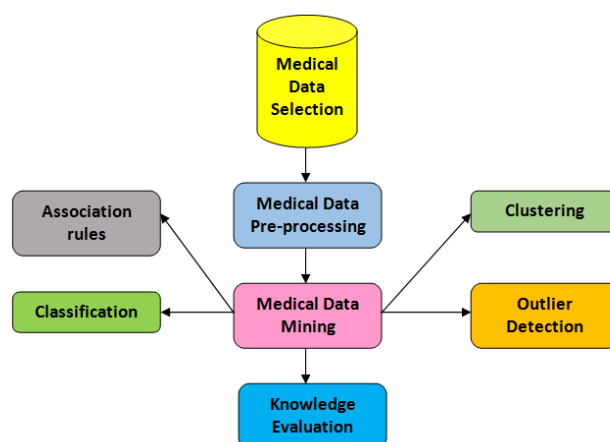 Medical
Data
Selection
Medical Data
Pre-processing
Association
rules
Clustering
Classification
Medical Data
Mining
Outlier
Detection
Knowledge
Evaluation